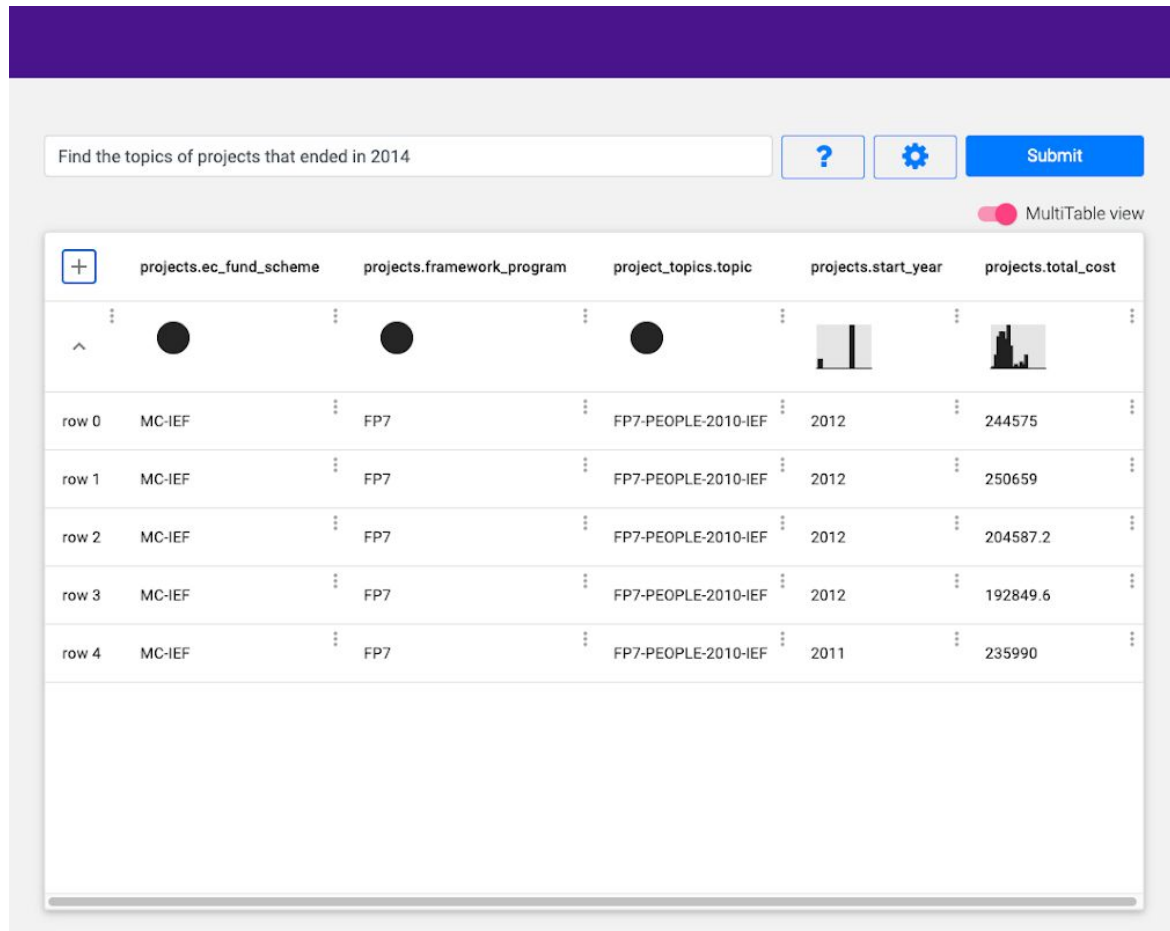 Find the topics of projects that ended in 2014
?
Submit
MultiTable view
+ projects.ec_fund_scheme projects.framework_program project_topics.topic projects.start_year projects.total_cost
row 0 MC-IEF FP7 FP7-PEOPLE-2010-IEF 2012 244575
row 1 MC-IEF FP7 FP7-PEOPLE-2010-IEF 2012 250659
row 2 MC-IEF FP7 FP7-PEOPLE-2010-IEF 2012 204587.2
row 3 MC-IEF FP7 FP7-PEOPLE-2010-IEF 2012 192849.6
row 4 MC-IEF FP7 FP7-PEOPLE-2010-IEF 2011 235990